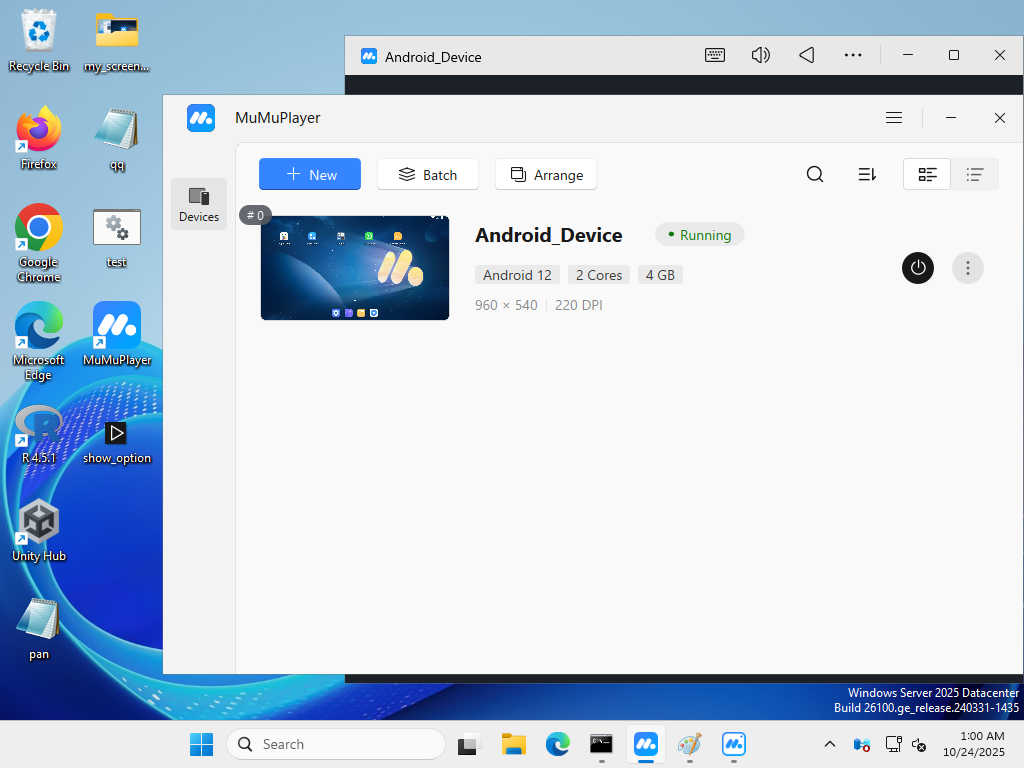 Recycle Bin
my_screen...
Firefox
qq
Google
Chrome
test
Microsoft
Edge
MuMuPlayer
R 4.5.1
show_option
Unity Hub
pan
Android_Device
MuMuPlayer
Devices
New
Batch
Arrange
# 0
Android_Device
Running
Android 12
2 Cores
4 GB
960 × 540
220 DPI
Windows Server 2025 Datacenter
Build 26100.ge_release.240331-1435
Search
1:00 AM
10/24/2025